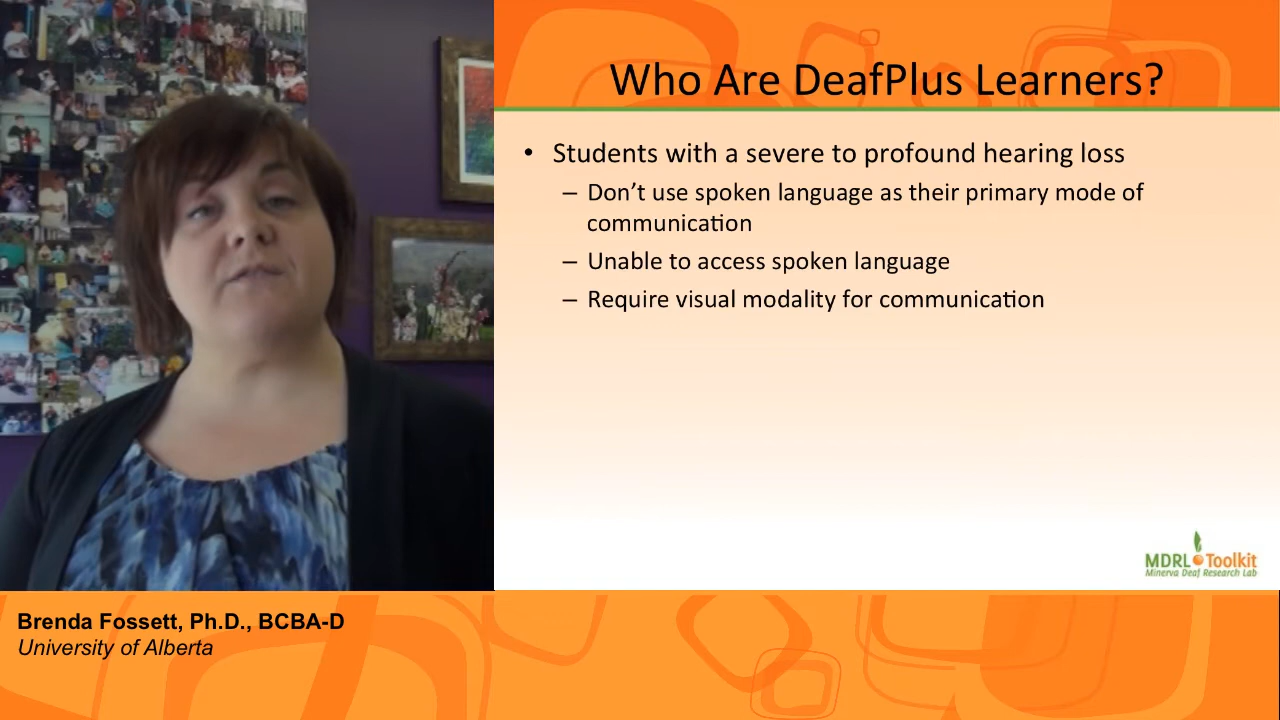 Who Are DeafPlus Learners?
• Students with a severe to profound hearing loss
– Don’t use spoken language as their primary mode of
communication
– Unable to access spoken language
– Require visual modality for communication
MDRL Toolkit
Minerva Deaf Research Lab
Brenda Fossett, Ph.D., BCBA-D
University of Alberta